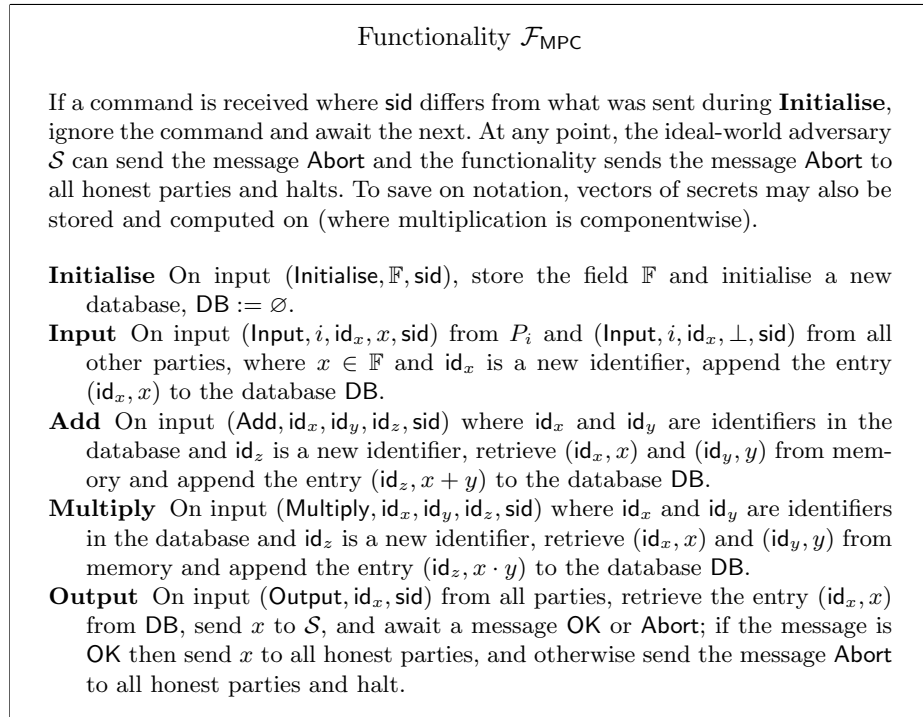 Functionality ℱ_MPC
If a command is received where sid differs from what was sent during Initialise,
ignore the command and await the next. At any point, the ideal-world adversary
𝒮 can send the message Abort and the functionality sends the message Abort to
all honest parties and halts. To save on notation, vectors of secrets may also be
stored and computed on (where multiplication is componentwise).
Initialise On input (Initialise, 𝔽, sid), store the field 𝔽 and initialise a new
database, DB := ∅.
Input On input (Input, i, id_x, x, sid) from P_i and (Input, i, id_x, ⊥, sid) from all
other parties, where x ∈ 𝔽 and id_x is a new identifier, append the entry
(id_x, x) to the database DB.
Add On input (Add, id_x, id_y, id_z, sid) where id_x and id_y are identifiers in the
database and id_z is a new identifier, retrieve (id_x, x) and (id_y, y) from mem-
ory and append the entry (id_z, x + y) to the database DB.
Multiply On input (Multiply, id_x, id_y, id_z, sid) where id_x and id_y are identifiers
in the database and id_z is a new identifier, retrieve (id_x, x) and (id_y, y) from
memory and append the entry (id_z, x · y) to the database DB.
Output On input (Output, id_x, sid) from all parties, retrieve the entry (id_x, x)
from DB, send x to 𝒮, and await a message OK or Abort; if the message is
OK then send x to all honest parties, and otherwise send the message Abort
to all honest parties and halt.